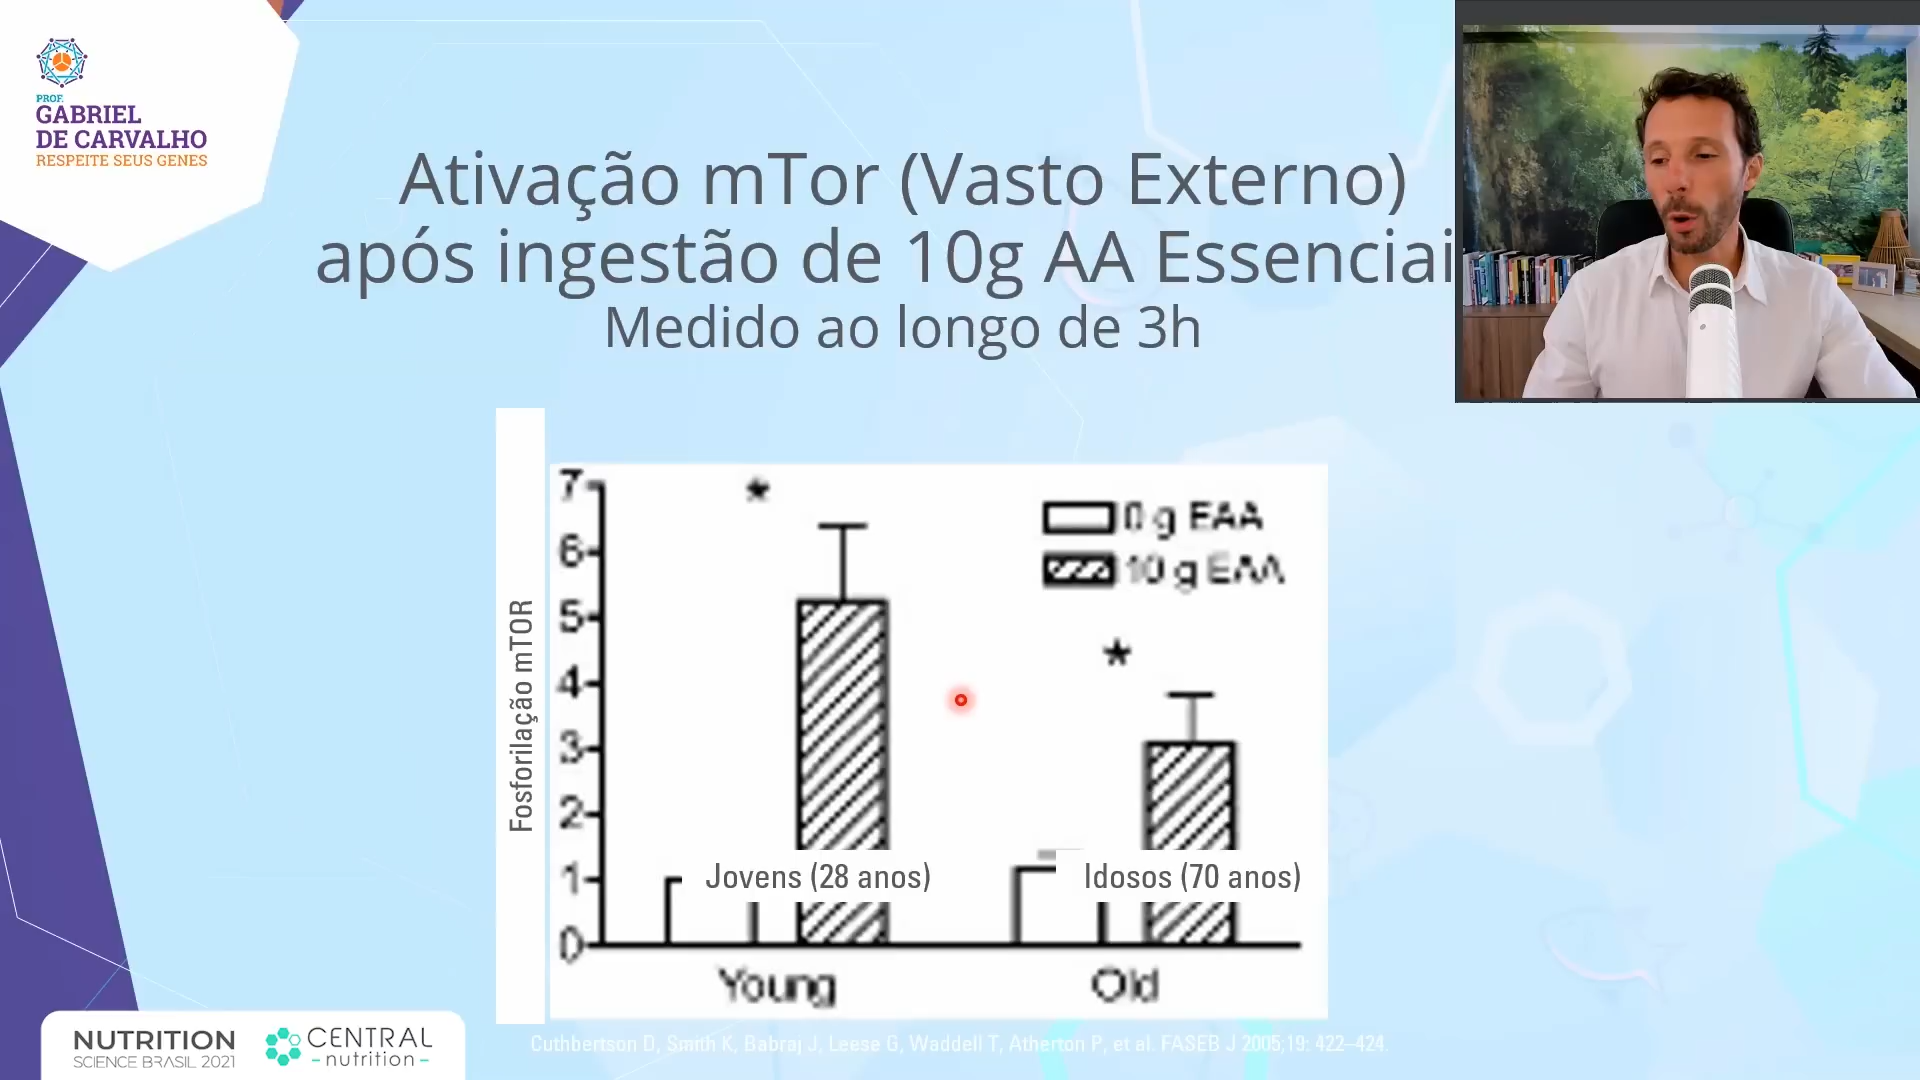 PROF.
GABRIEL
DE CARVALHO
RESPEITE SEUS GENES
Ativação mTor (Vasto Externo)
após ingestão de 10g AA Essenciai
Medido ao longo de 3h
Fosforilação mTOR
7
6
5
4
3
2
1
0
*
*
0 g EAA
10 g EAA
Jovens (28 anos)
Idosos (70 anos)
Young
Old
Cuthbertson D, Smith K, Babraj J, Leese G, Waddell T, Atherton P, et al. FASEB J 2005;19: 422–424.
NUTRITION
SCIENCE BRASIL 2021
CENTRAL
nutrition